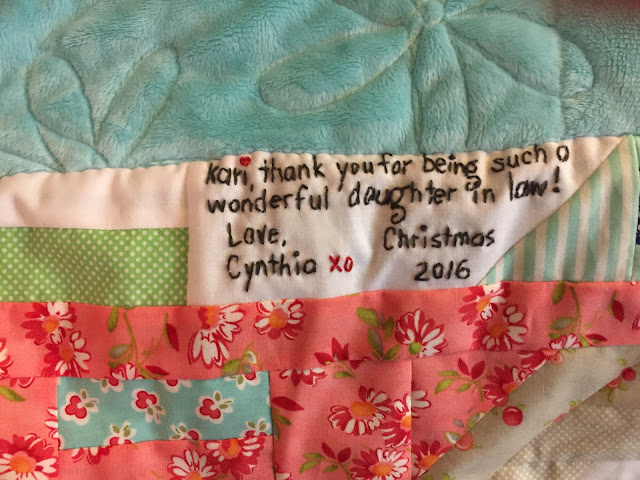 Kari, thank you for being such a
wonderful daughter in law!
Love,
Cynthia xo
Christmas
2016